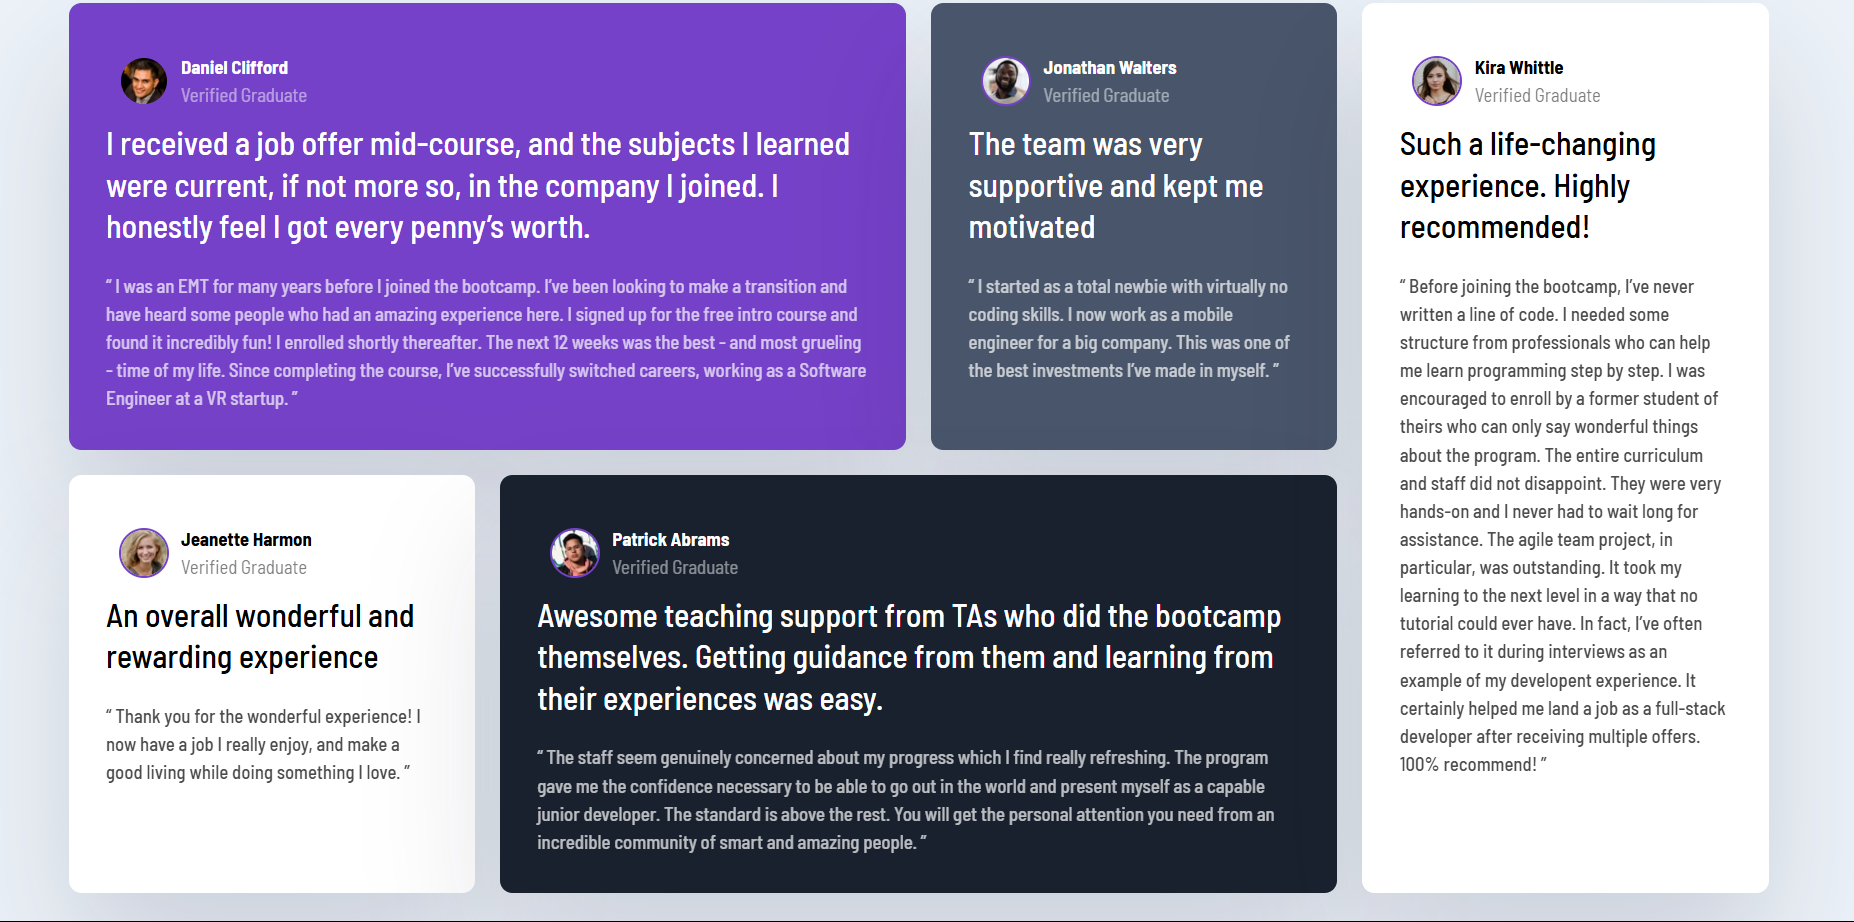 Daniel Clifford
Verified Graduate
I received a job offer mid-course, and the subjects I learned
were current, if not more so, in the company I joined. I
honestly feel I got every penny’s worth.
“ I was an EMT for many years before I joined the bootcamp. I’ve been looking to make a transition and
have heard some people who had an amazing experience here. I signed up for the free intro course and
found it incredibly fun! I enrolled shortly thereafter. The next 12 weeks was the best - and most grueling
- time of my life. Since completing the course, I’ve successfully switched careers, working as a Software
Engineer at a VR startup. ”
Jonathan Walters
Verified Graduate
The team was very
supportive and kept me
motivated
“ I started as a total newbie with virtually no
coding skills. I now work as a mobile
engineer for a big company. This was one of
the best investments I’ve made in myself. ”
Kira Whittle
Verified Graduate
Such a life-changing
experience. Highly
recommended!
“ Before joining the bootcamp, I’ve never
written a line of code. I needed some
structure from professionals who can help
me learn programming step by step. I was
encouraged to enroll by a former student of
theirs who can only say wonderful things
about the program. The entire curriculum
and staff did not disappoint. They were very
hands-on and I never had to wait long for
assistance. The agile team project, in
particular, was outstanding. It took my
learning to the next level in a way that no
tutorial could ever have. In fact, I’ve often
referred to it during interviews as an
example of my developent experience. It
certainly helped me land a job as a full-stack
developer after receiving multiple offers.
100% recommend! ”
Jeanette Harmon
Verified Graduate
An overall wonderful and
rewarding experience
“ Thank you for the wonderful experience! I
now have a job I really enjoy, and make a
good living while doing something I love. ”
Patrick Abrams
Verified Graduate
Awesome teaching support from TAs who did the bootcamp
themselves. Getting guidance from them and learning from
their experiences was easy.
“ The staff seem genuinely concerned about my progress which I find really refreshing. The program
gave me the confidence necessary to be able to go out in the world and present myself as a capable
junior developer. The standard is above the rest. You will get the personal attention you need from an
incredible community of smart and amazing people. ”